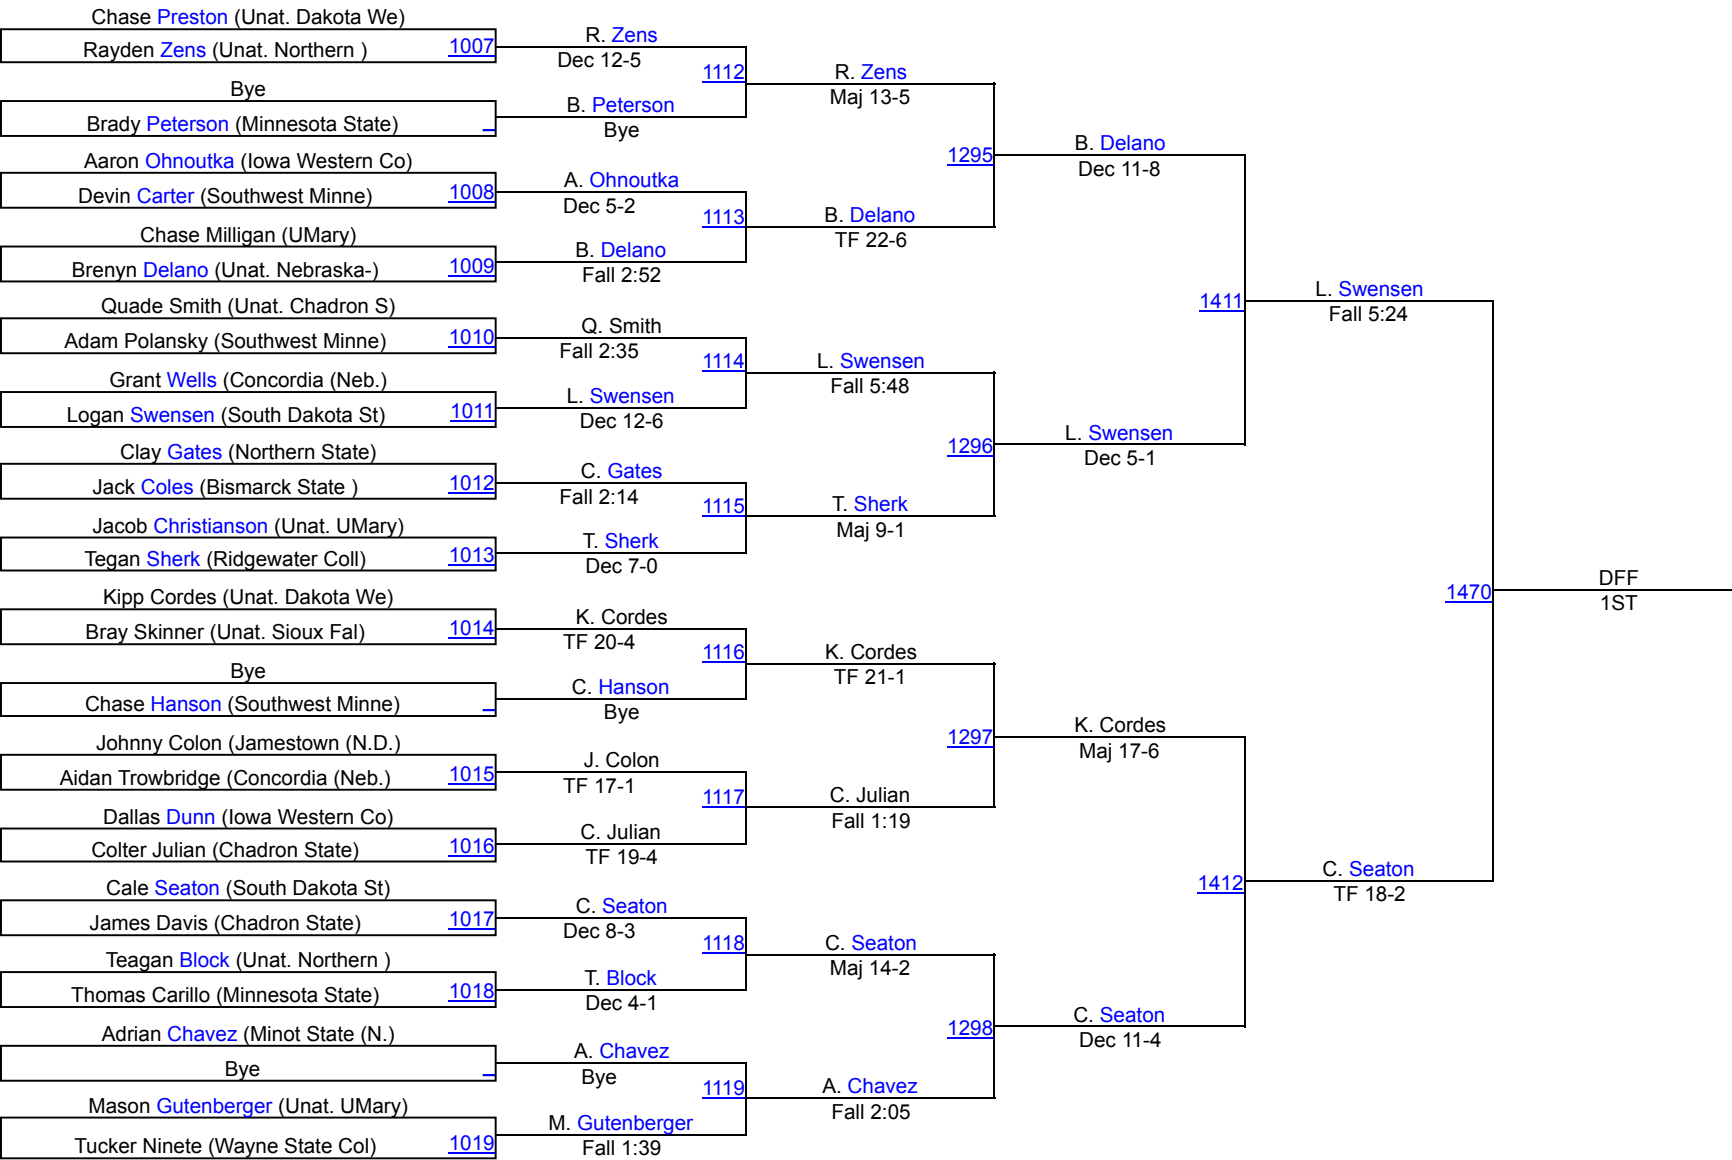 Chase Preston (Unat. Dakota We)
Rayden Zens (Unat. Northern )
1007
Bye
Brady Peterson (Minnesota State)
Aaron Ohnoutka (Iowa Western Co)
Devin Carter (Southwest Minne)
1008
Chase Milligan (UMary)
Brenyn Delano (Unat. Nebraska-)
1009
Quade Smith (Unat. Chadron S)
Adam Polansky (Southwest Minne)
1010
Grant Wells (Concordia (Neb.)
Logan Swensen (South Dakota St)
1011
Clay Gates (Northern State)
Jack Coles (Bismarck State )
1012
Jacob Christianson (Unat. UMary)
Tegan Sherk (Ridgewater Coll)
1013
Kipp Cordes (Unat. Dakota We)
Bray Skinner (Unat. Sioux Fal)
1014
Bye
Chase Hanson (Southwest Minne)
Johnny Colon (Jamestown (N.D.)
Aidan Trowbridge (Concordia (Neb.)
1015
Dallas Dunn (Iowa Western Co)
Colter Julian (Chadron State)
1016
Cale Seaton (South Dakota St)
James Davis (Chadron State)
1017
Teagan Block (Unat. Northern )
Thomas Carillo (Minnesota State)
1018
Adrian Chavez (Minot State (N.)
Bye
Mason Gutenberger (Unat. UMary)
Tucker Ninete (Wayne State Col)
1019
R. Zens
Dec 12-5
1112
B. Peterson
Bye
A. Ohnoutka
Dec 5-2
1113
B. Delano
Fall 2:52
Q. Smith
Fall 2:35
1114
L. Swensen
Dec 12-6
C. Gates
Fall 2:14
1115
T. Sherk
Dec 7-0
K. Cordes
TF 20-4
1116
C. Hanson
Bye
J. Colon
TF 17-1
1117
C. Julian
TF 19-4
C. Seaton
Dec 8-3
1118
T. Block
Dec 4-1
A. Chavez
Bye
1119
M. Gutenberger
Fall 1:39
R. Zens
Maj 13-5
1295
B. Delano
TF 22-6
L. Swensen
Fall 5:48
1296
T. Sherk
Maj 9-1
K. Cordes
TF 21-1
1297
C. Julian
Fall 1:19
C. Seaton
Maj 14-2
1298
A. Chavez
Fall 2:05
B. Delano
Dec 11-8
1411
L. Swensen
Dec 5-1
K. Cordes
Maj 17-6
1412
C. Seaton
Dec 11-4
L. Swensen
Fall 5:24
1470
C. Seaton
TF 18-2
DFF
1ST